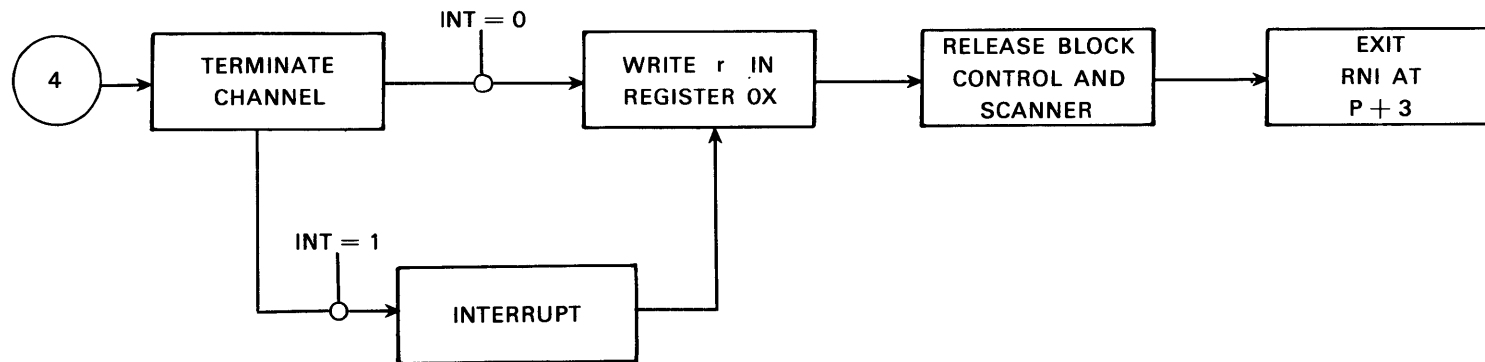 INT = 0
4
TERMINATE
CHANNEL
WRITE r IN
REGISTER 0X
RELEASE BLOCK
CONTROL AND
SCANNER
EXIT
RNI AT
P + 3
INT = 1
INTERRUPT